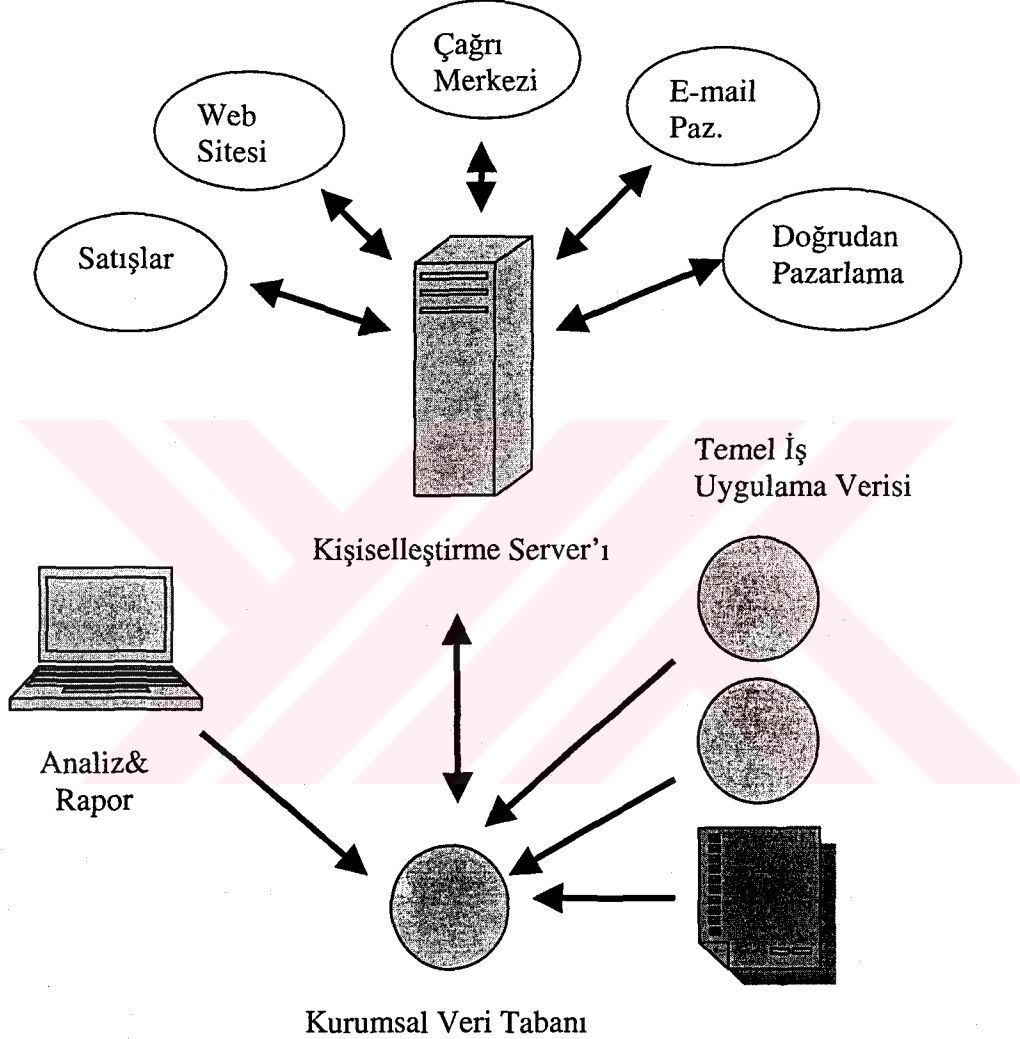 Çağrı
Merkezi
E-mail
Paz.
Web
Sitesi
Satışlar
Doğrudan
Pazarlama
Temel İş
Uygulama Verisi
Kişiselleştirme Server’ı
Analiz&
Rapor
Kurumsal Veri Tabanı